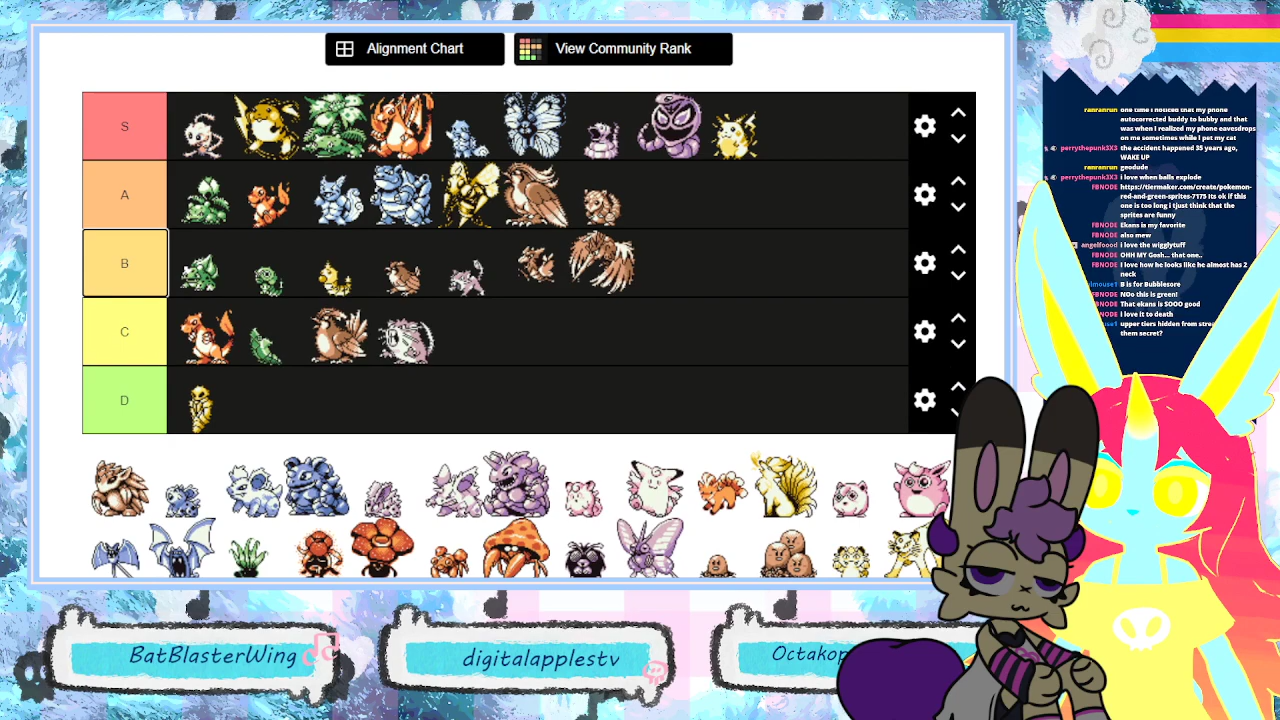 Alignment Chart
View Community Rank
S
A
B
C
D
ranranrun one time i noticed that my phone
autocorrected buddy to bubby and that
was when I realized my phone eavesdrops
on me sometimes while I pet my cat
perrythepunk3X3 the accident happened 35 years ago,
WAKE UP
ranranrun geodude
perrythepunk3X3 i love when balls explode
FBNODE https://tiermaker.com/create/pokemon-
red-and-green-sprites-7175 Its ok if this
one is too long i tjust think that the
sprites are funny
FBNODE Ekans is my favorite
FBNODE also mew
angelfoood i love the wigglytuff
FBNODE OHH MY Goah... that one..
FBNODE I love how he looks like he almost has 2
neck
B is for Bubblesore
FBNODE NOo this is green!
FBNODE That ekans is SOOO good
i love it to death
upper tiers hidden from
them secret?
BatBlasterWing
digitalapplestv